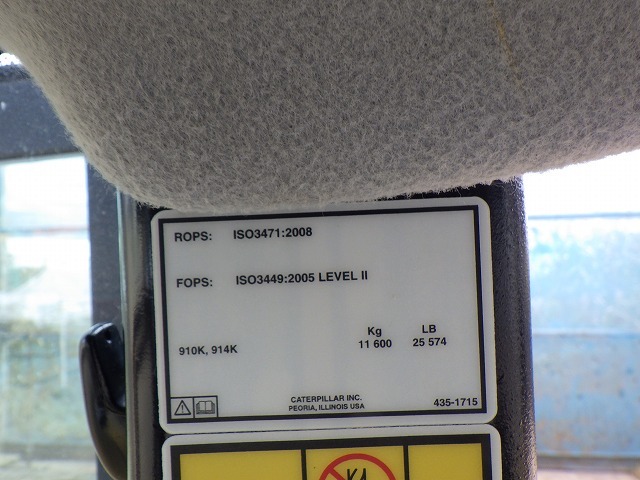 ROPS: ISO3471:2008
FOPS: ISO3449:2005 LEVEL II
Kg LB
910K, 914K 11 600 25 574
CATERPILLAR INC.
PEORIA, ILLINOIS USA 435-1715